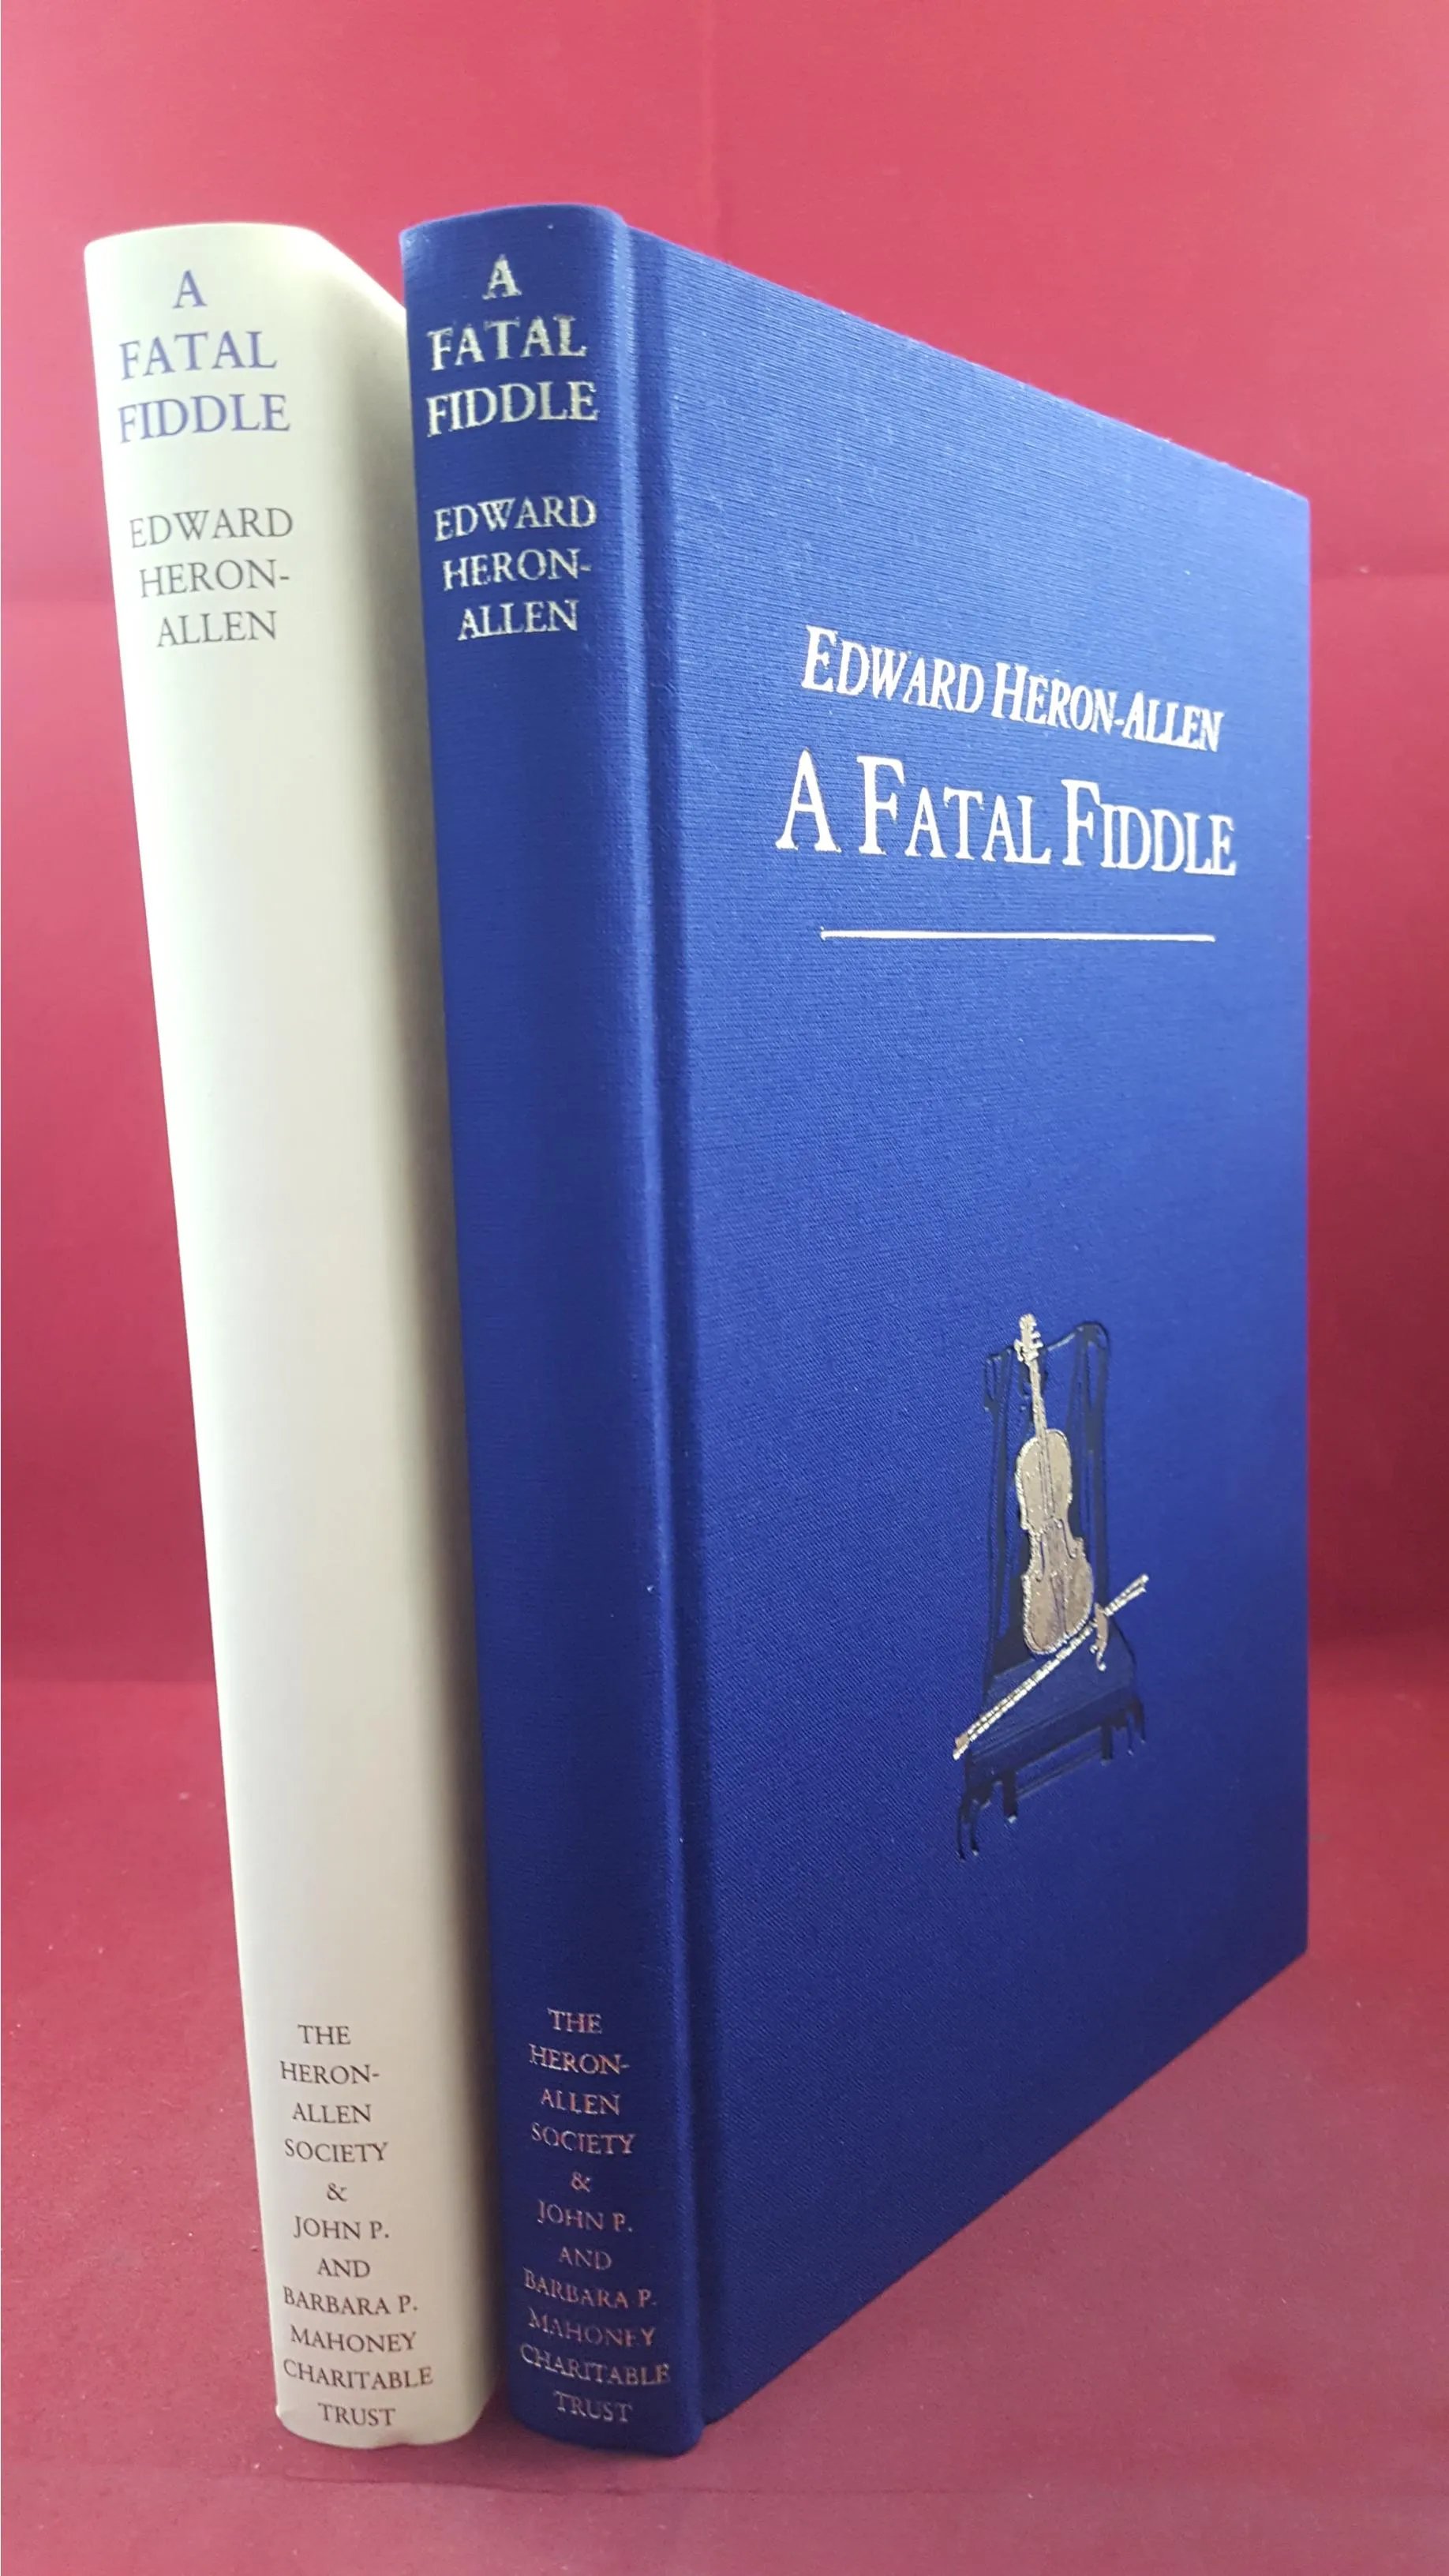 A
FATAL
FIDDLE
EDWARD
HERON-
ALLEN
THE
HERON-
ALLEN
SOCIETY
&
JOHN P.
AND
BARBARA P.
MAHONEY
CHARITABLE
TRUST
A
FATAL
FIDDLE
EDWARD
HERON-
ALLEN
THE
HERON-
ALLEN
SOCIETY
&
JOHN P.
AND
BARBARA P.
MAHONEY
CHARITABLE
TRUST
EDWARD HERON-ALLEN
A FATAL FIDDLE